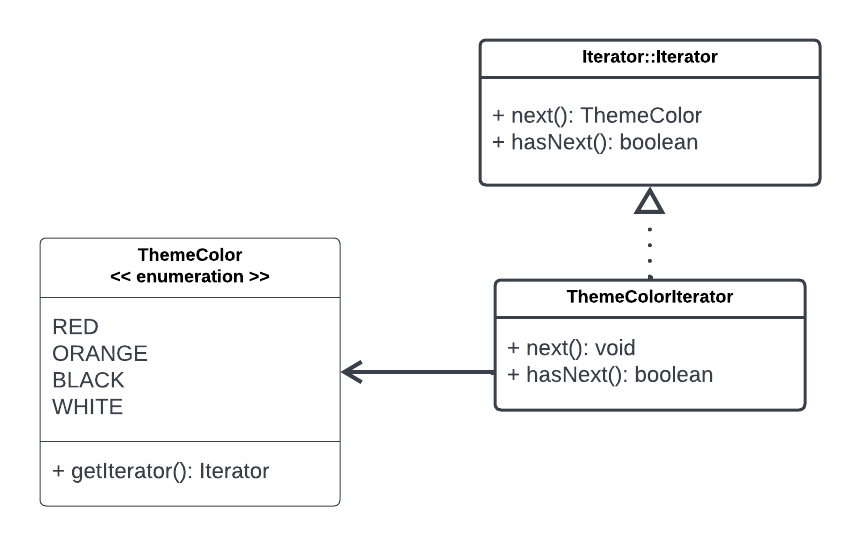 Iterator::Iterator
+ next(): ThemeColor
+ hasNext(): boolean
ThemeColor
<< enumeration >>
RED
ORANGE
BLACK
WHITE
+ getIterator(): Iterator
ThemeColorIterator
+ next(): void
+ hasNext(): boolean